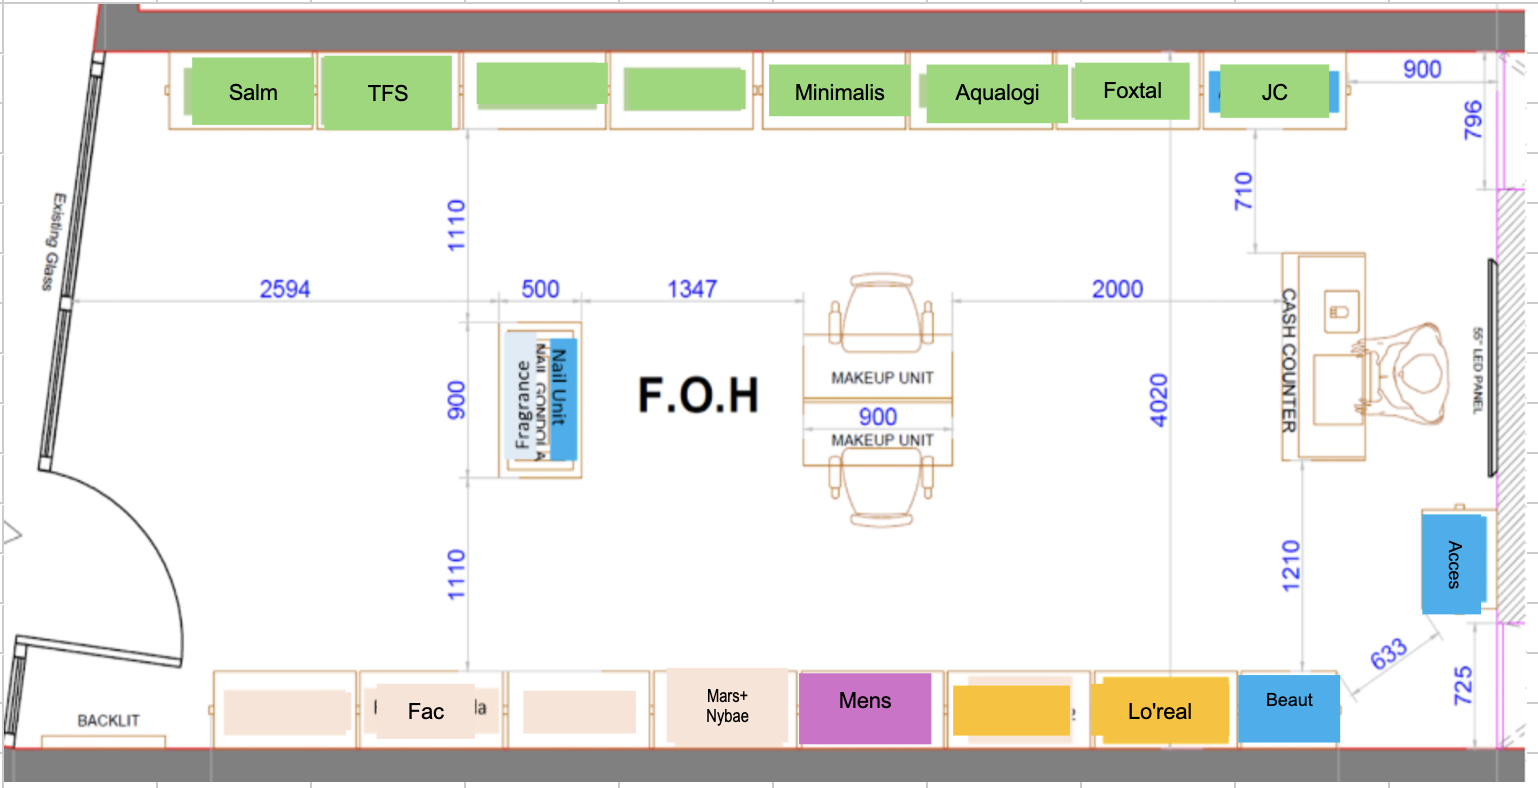 Salm
TFS
Minimalis
Aqualogi
Foxtal
JC
900
796
710
1110
Existing Glass
2594
500
1347
2000
Fragrance
Nail Unit
900
F.O.H
MAKEUP UNIT
900
MAKEUP UNIT
4020
CASH COUNTER
55" LED PANEL
1110
1210
Acces
633
725
BACKLIT
Fac
la
Mars+
Nybae
Mens
Lo'real
Beaut